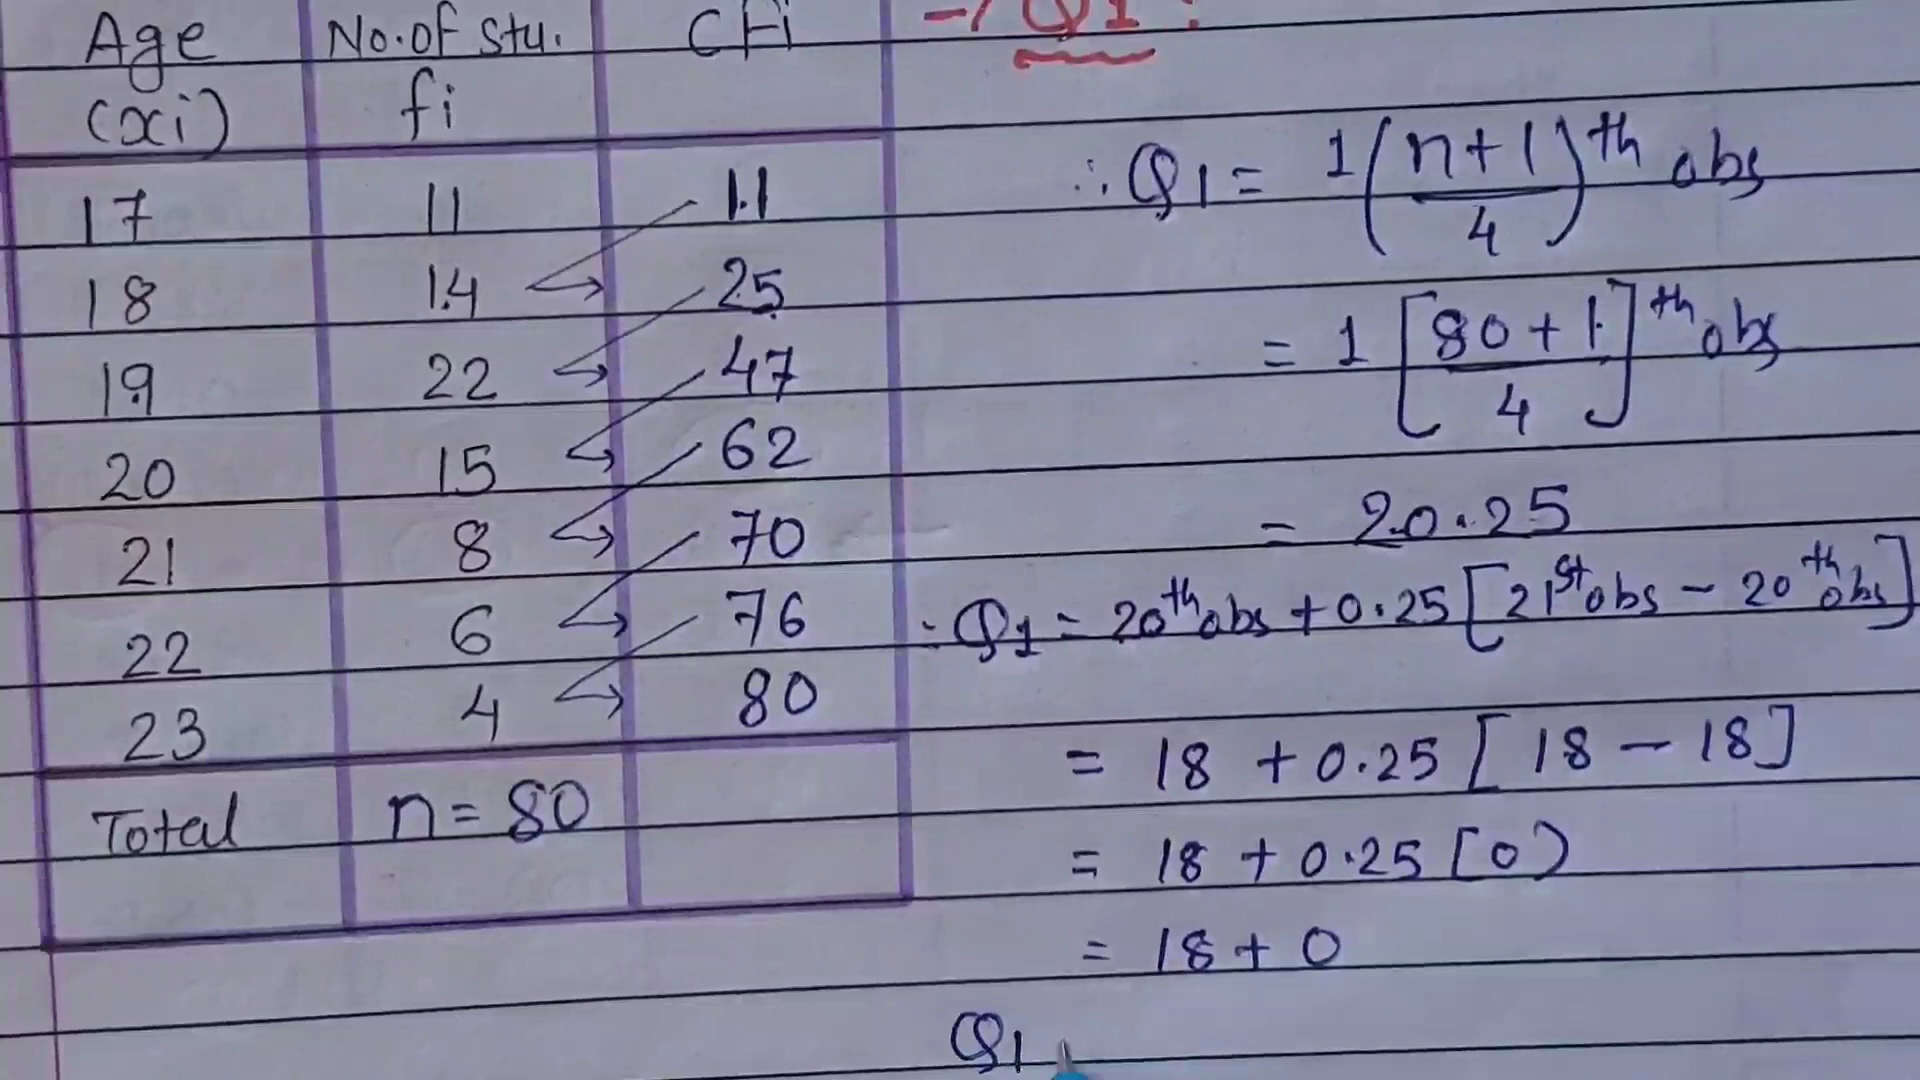 Age No. of stu. CFi
(xi) fi
17 11 11
18 14 25
19 22 47
20 15 62
21 8 70
22 6 76
23 4 80
Total n = 80
→ Q1 :
∴ Q1 = 1(n+1/4)th obs
= 1[80+1/4]th obs
= 20.25
∴ Q1 = 20th obs + 0.25[21st obs - 20th obs]
= 18 + 0.25[18 - 18]
= 18 + 0.25[0)
= 18 + 0
Q1